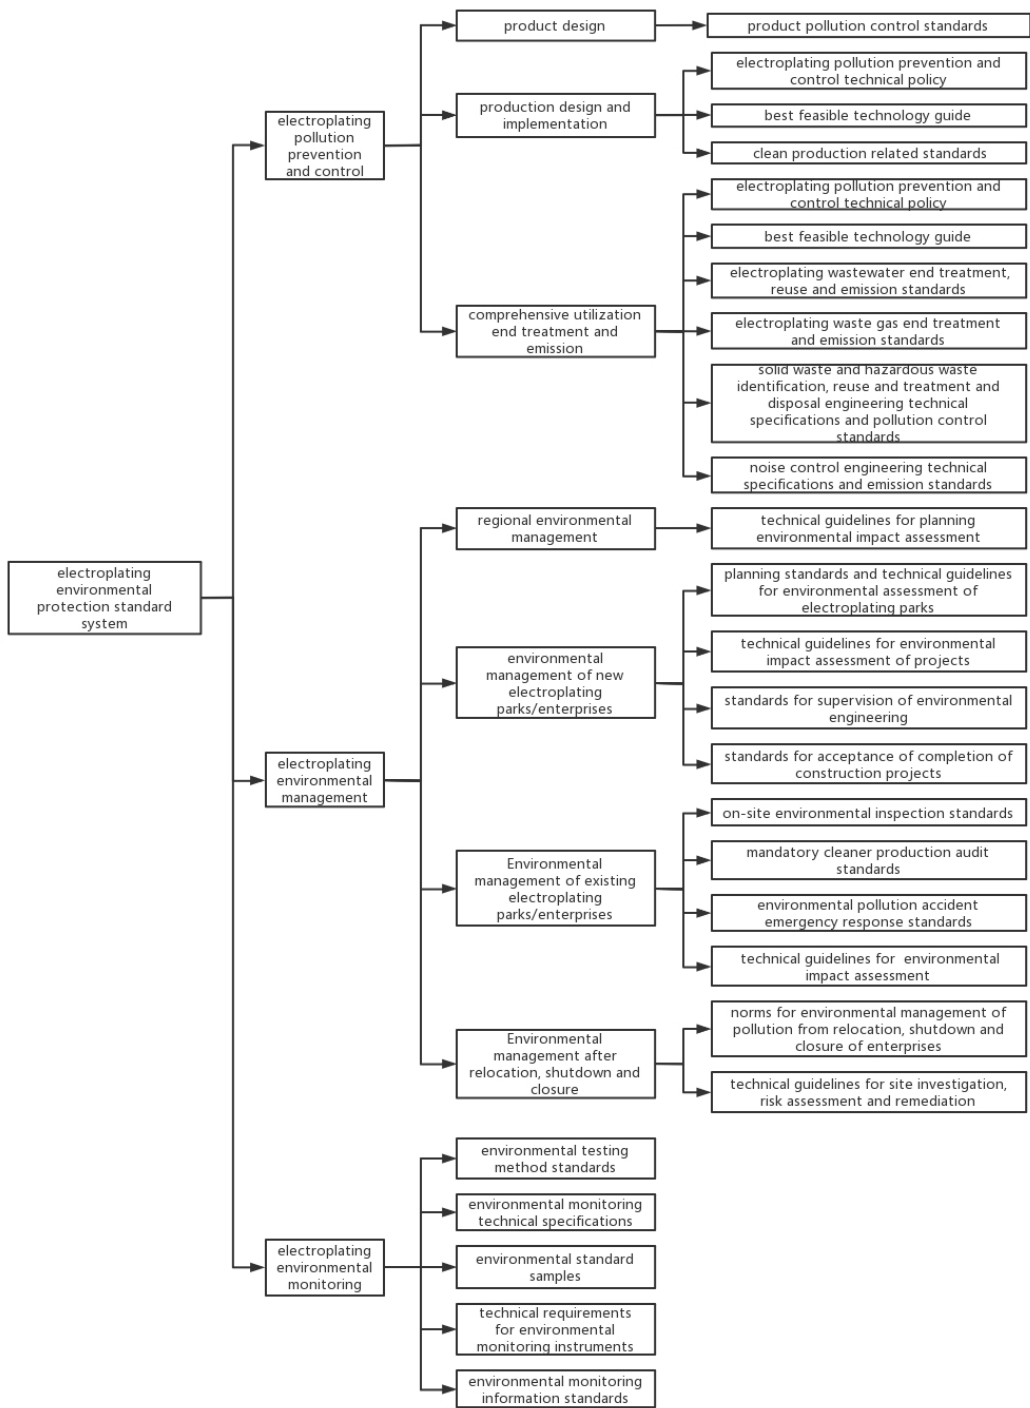 electroplating
environmental
protection standard
system
electroplating
pollution
prevention
and control
product design
product pollution control standards
production design and
implementation
electroplating pollution prevention and
control technical policy
best feasible technology guide
clean production related standards
comprehensive utilization
end treatment and
emission
electroplating pollution prevention and
control technical policy
best feasible technology guide
electroplating wastewater end treatment,
reuse and emission standards
electroplating waste gas end treatment
and emission standards
solid waste and hazardous waste
identification, reuse and treatment and
disposal engineering technical
specifications and pollution control
standards
noise control engineering technical
specifications and emission standards
electroplating
environmental
management
regional environmental
management
technical guidelines for planning
environmental impact assessment
environmental
management of new
electroplating
parks/enterprises
planning standards and technical guidelines
for environmental assessment of
electroplating parks
technical guidelines for environmental
impact assessment of projects
standards for supervision of environmental
engineering
standards for acceptance of completion of
construction projects
Environmental
management of existing
electroplating
parks/enterprises
on-site environmental inspection standards
mandatory cleaner production audit
standards
environmental pollution accident
emergency response standards
technical guidelines for  environmental
impact assessment
Environmental
management after
relocation, shutdown and
closure
norms for environmental management of
pollution from relocation, shutdown and
closure of enterprises
technical guidelines for site investigation,
risk assessment and remediation
electroplating
environmental
monitoring
environmental testing
method standards
environmental monitoring
technical specifications
environmental standard
samples
technical requirements
for environmental
monitoring instruments
environmental monitoring
information standards